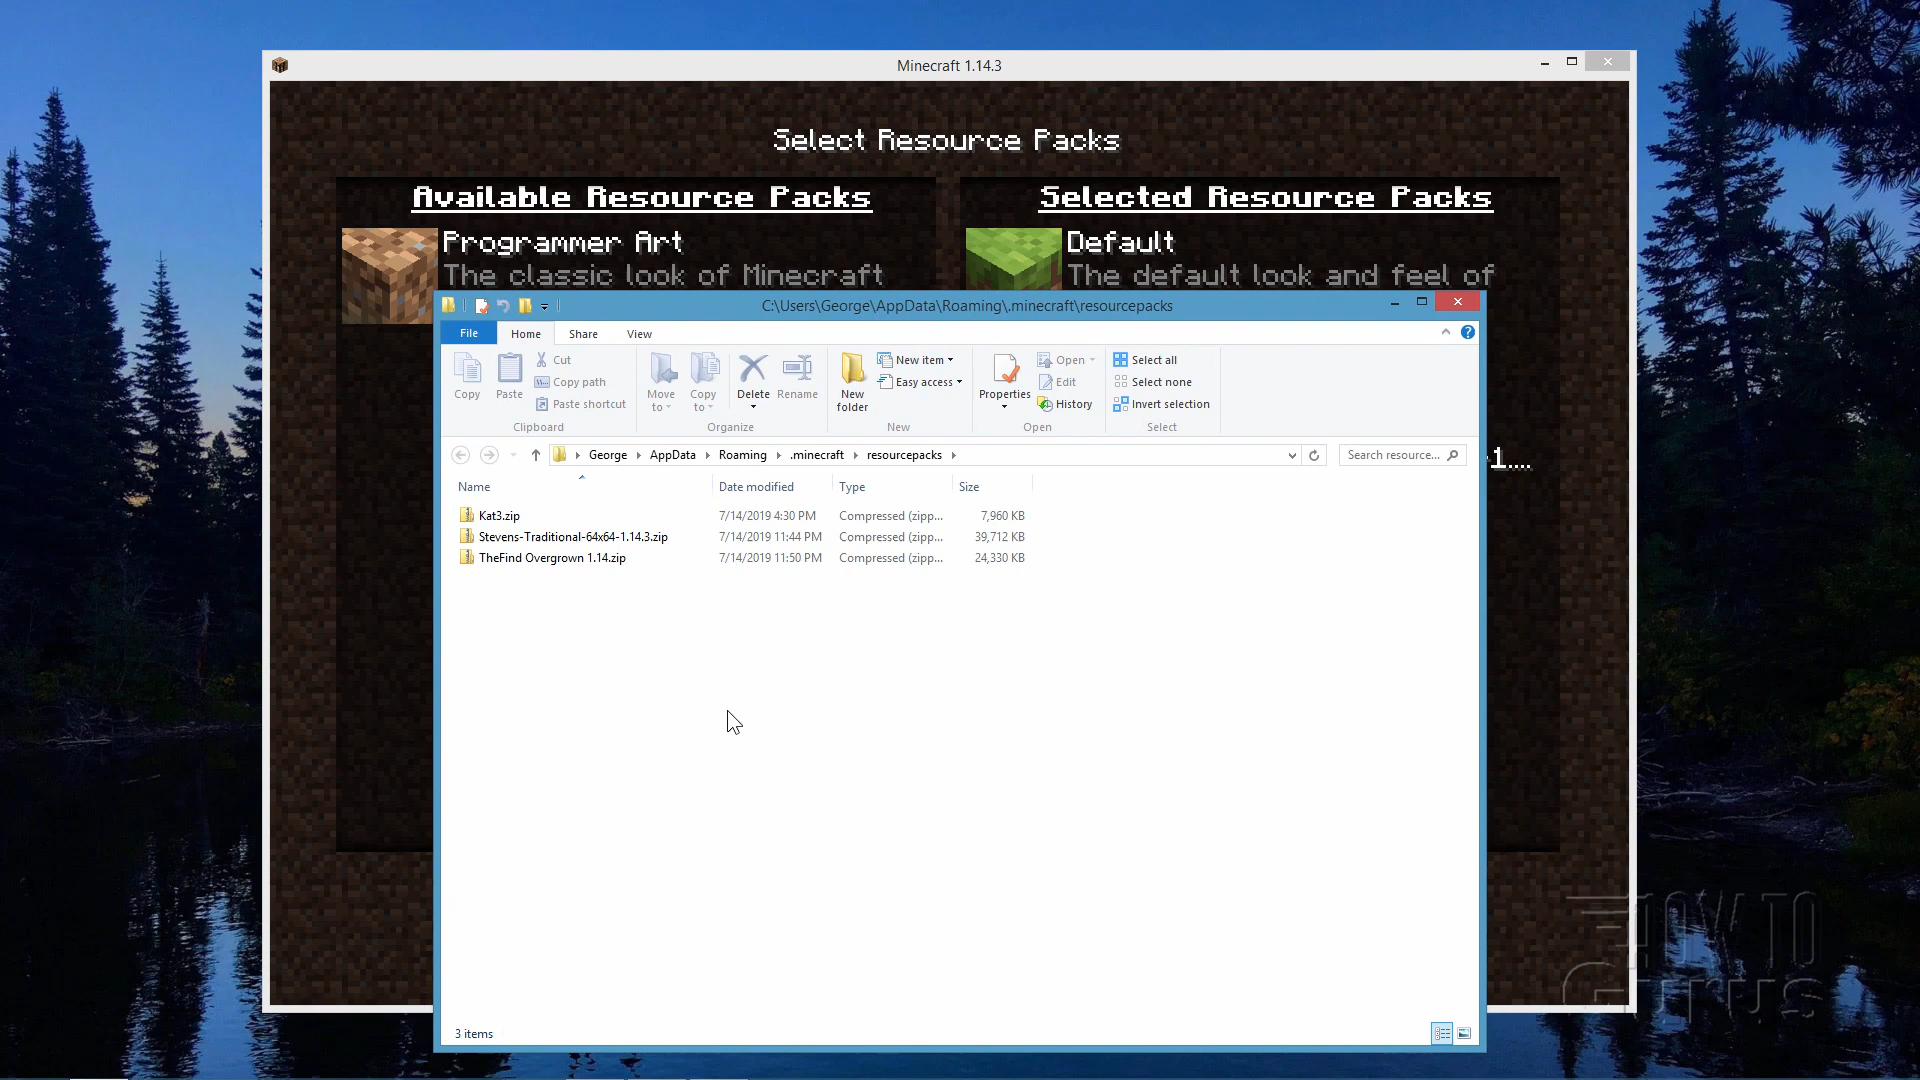 Minecraft 1.14.3
Select Resource Packs
Available Resource Packs
Selected Resource Packs
Programmer Art
The classic look of Minecraft
Default
The default look and feel of
C:\Users\George\AppData\Roaming\.minecraft\resourcepacks
File Home Share View
Copy
Paste
Cut
Copy path
Paste shortcut
Clipboard
Move to
Copy to
Delete
Rename
Organize
New folder
New item
Easy access
New
Properties
Open
Edit
History
Open
Select all
Select none
Invert selection
Select
George AppData Roaming .minecraft resourcepacks
Search resource...
1....
Name Date modified Type Size
Kat3.zip 7/14/2019 4:30 PM Compressed (zipp... 7,960 KB
Stevens-Traditional-64x64-1.14.3.zip 7/14/2019 11:44 PM Compressed (zipp... 39,712 KB
TheFind Overgrown 1.14.zip 7/14/2019 11:50 PM Compressed (zipp... 24,330 KB
3 items
HOW TO
Gurus